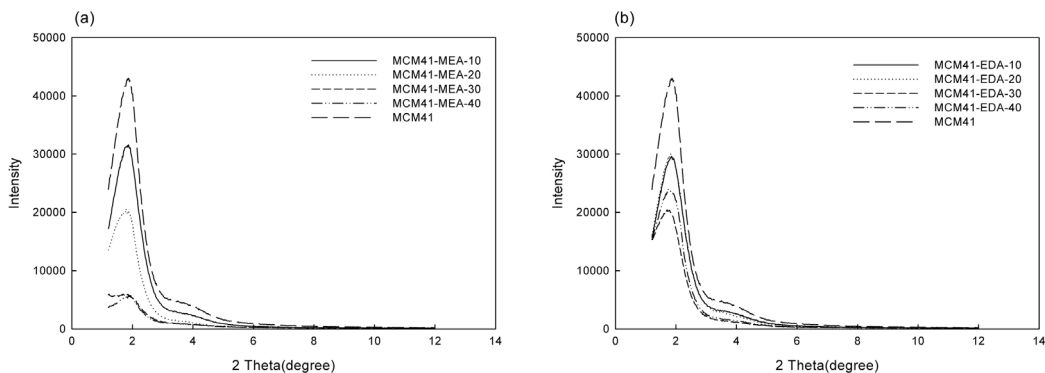 (a)
50000
40000
30000
20000
10000
0
Intensity
MCM41-MEA-10
MCM41-MEA-20
MCM41-MEA-30
MCM41-MEA-40
MCM41
0 2 4 6 8 10 12 14
2 Theta(degree)
(b)
50000
40000
30000
20000
10000
0
Intensity
MCM41-EDA-10
MCM41-EDA-20
MCM41-EDA-30
MCM41-EDA-40
MCM41
0 2 4 6 8 10 12 14
2 Theta(degree)